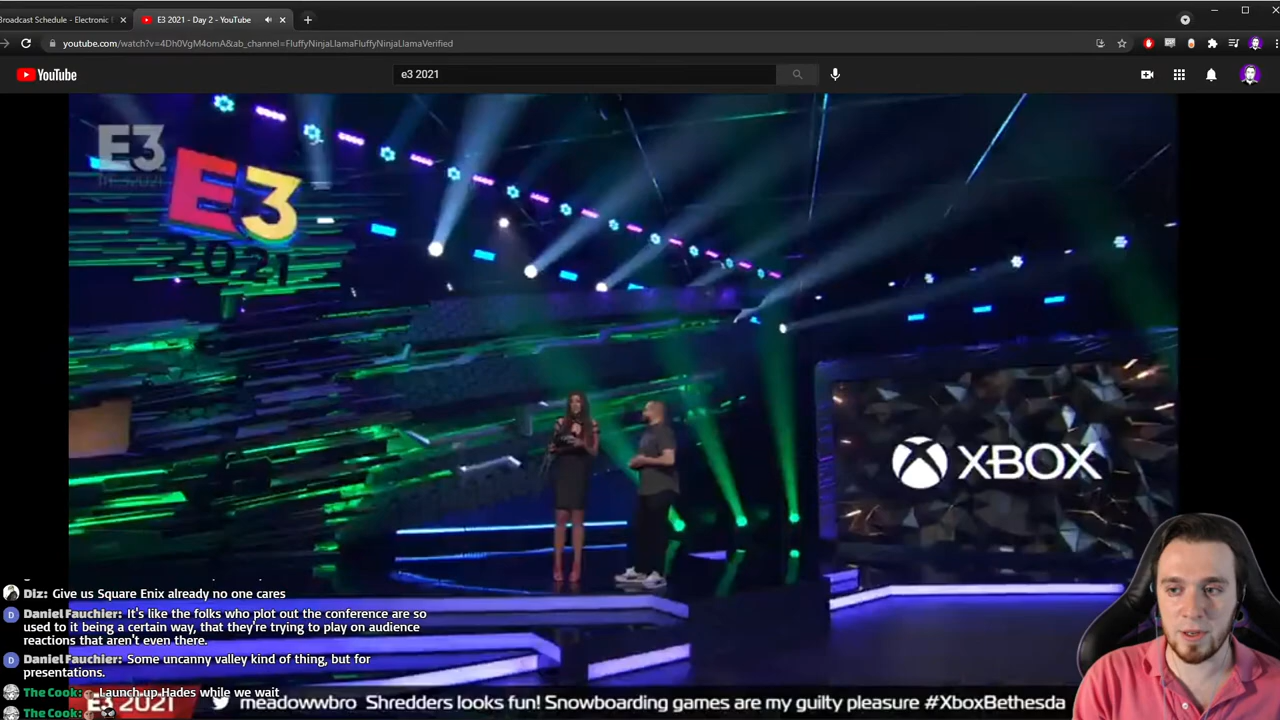 Broadcast Schedule - Electronic E
E3 2021 - Day 2 - YouTube
youtube.com/watch?v=4Dh0VgM4omA&ab_channel=FluffyNinjaLlamaFluffyNinjaLlamaVerified
YouTube
e3 2021
E3
E3
2021
XBOX
Diz: Give us Square Enix already no one cares
Daniel Fauchier: It's like the folks who plot out the conference are so
used to it being a certain way, that they're trying to play on audience
reactions that aren't even there.
Daniel Fauchier: Some uncanny valley kind of thing, but for
presentations.
The Cook: Launch up Hades while we wait
The Cook:
E3 2021
meadowwbro Shredders looks fun! Snowboarding games are my guilty pleasure #XboxBethesda